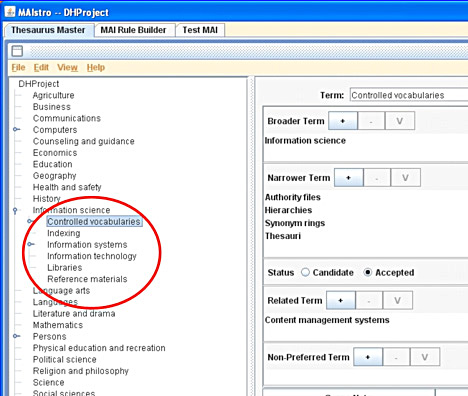 MAIstro -- DHProject
Thesaurus Master MAI Rule Builder Test MAI
File Edit View Help
DHProject
Agriculture
Business
Communications
Computers
Counseling and guidance
Economics
Education
Geography
Health and safety
History
Information science
Controlled vocabularies
Indexing
Information systems
Information technology
Libraries
Reference materials
Language arts
Languages
Literature and drama
Mathematics
Persons
Physical education and recreation
Political science
Religion and philosophy
Science
Social sciences
Term: Controlled vocabularies
Broader Term + - V
Information science
Narrower Term + - V
Authority files
Hierarchies
Synonym rings
Thesauri
Status Candidate Accepted
Related Term + - V
Content management systems
Non-Preferred Term + - V